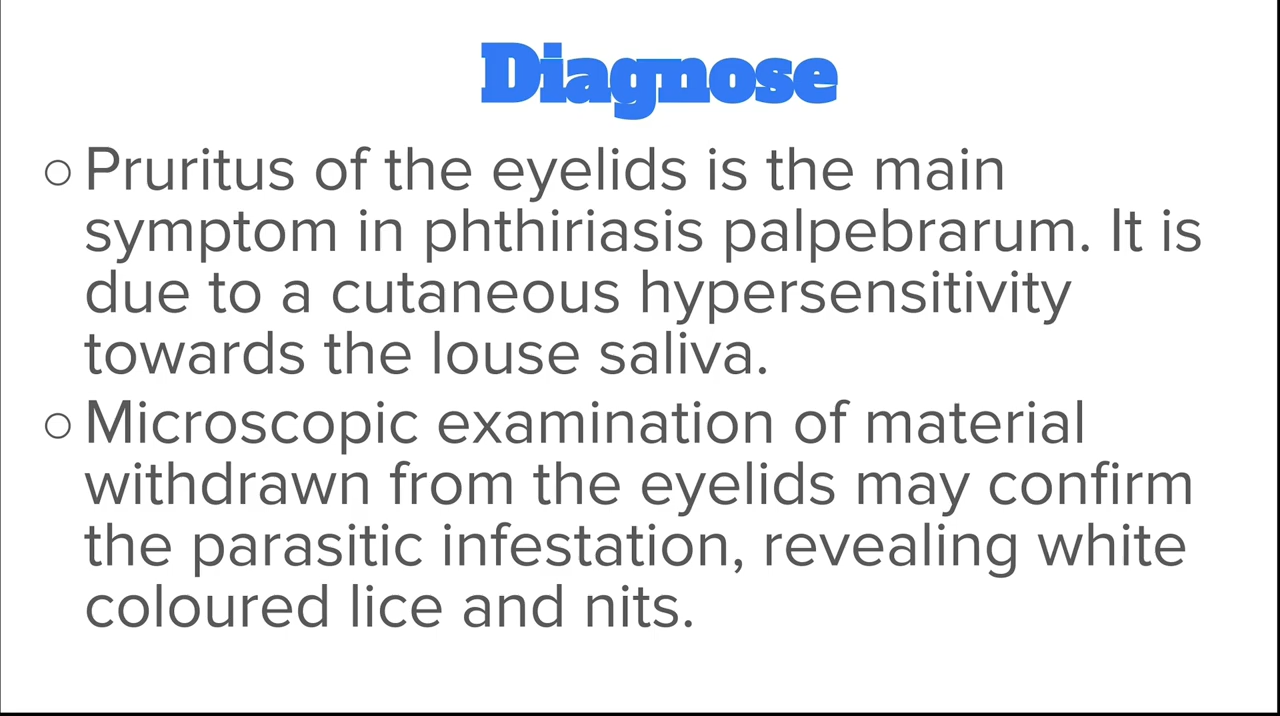 Diagnose
○ Pruritus of the eyelids is the main
symptom in phthiriasis palpebrarum. It is
due to a cutaneous hypersensitivity
towards the louse saliva.
○ Microscopic examination of material
withdrawn from the eyelids may confirm
the parasitic infestation, revealing white
coloured lice and nits.